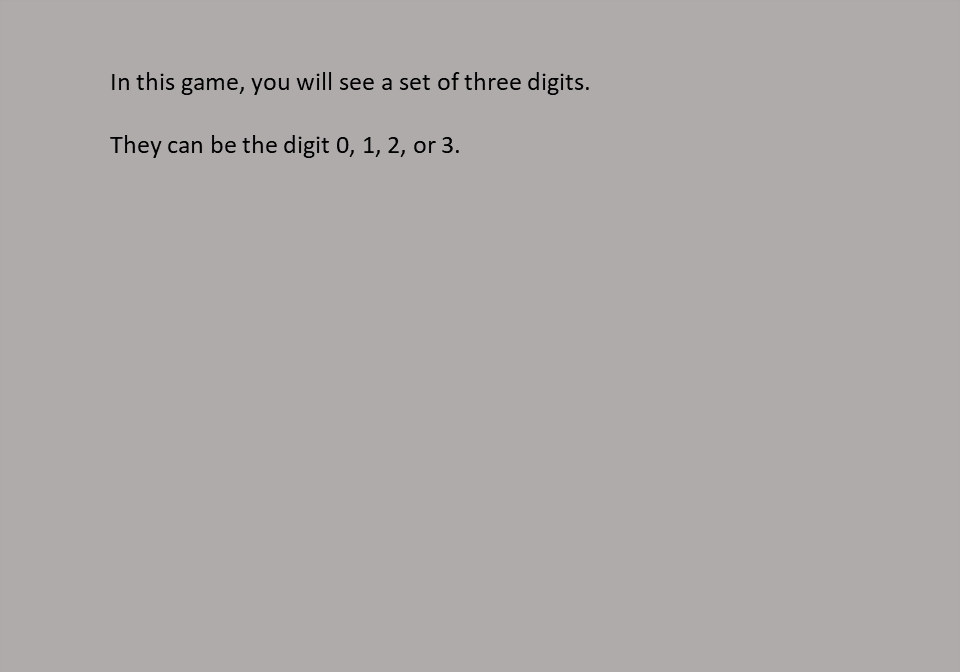 In this game, you will see a set of three digits.
They can be the digit 0, 1, 2, or 3.